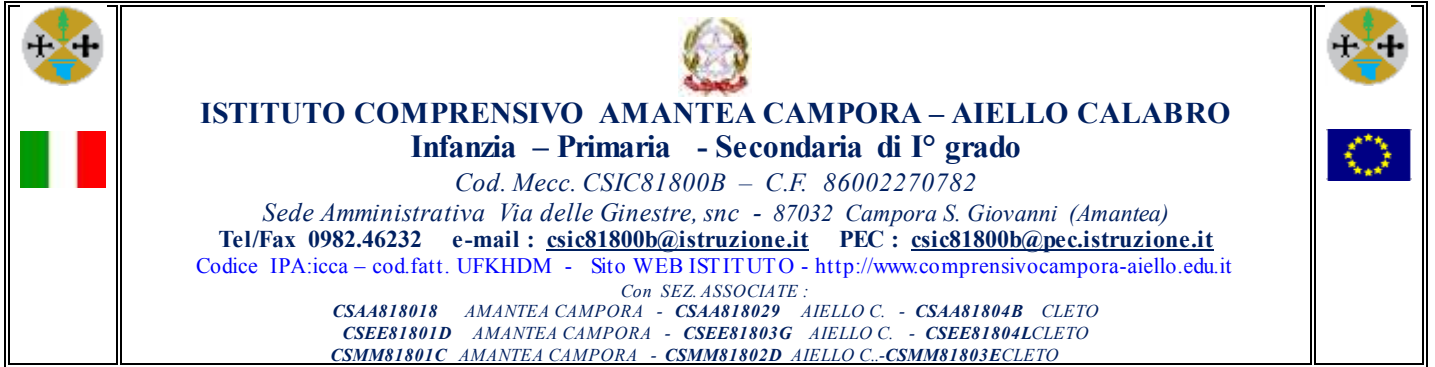 ISTITUTO COMPRENSIVO AMANTEA CAMPORA – AIELLO CALABRO
Infanzia – Primaria - Secondaria di I° grado
Cod. Mecc. CSIC81800B – C.F. 86002270782
Sede Amministrativa Via delle Ginestre, snc - 87032 Campora S. Giovanni (Amantea)
Tel/Fax 0982.46232 e-mail : csic81800b@istruzione.it PEC : csic81800b@pec.istruzione.it
Codice IPA:icca – cod.fatt. UFKHDM - Sito WEB ISTITUTO - http://www.comprensivocampora-aiello.edu.it
Con SEZ. ASSOCIATE :
CSAA818018 AMANTEA CAMPORA - CSAA818029 AIELLO C. - CSAA81804B CLETO
CSEE81801D AMANTEA CAMPORA - CSEE81803G AIELLO C. - CSEE81804LCLETO
CSMM81801C AMANTEA CAMPORA - CSMM81802D AIELLO C..-CSMM81803ECLETO